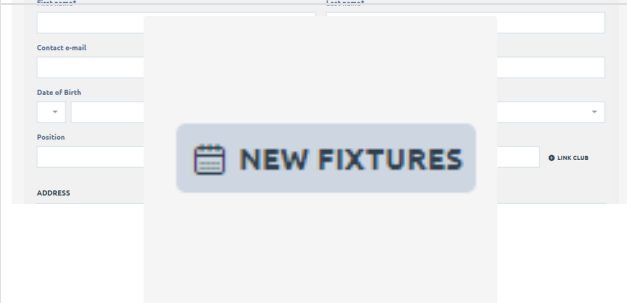 First name* Last name*
Contact e-mail
Date of Birth
Position
LINK CLUB
NEW FIXTURES
ADDRESS